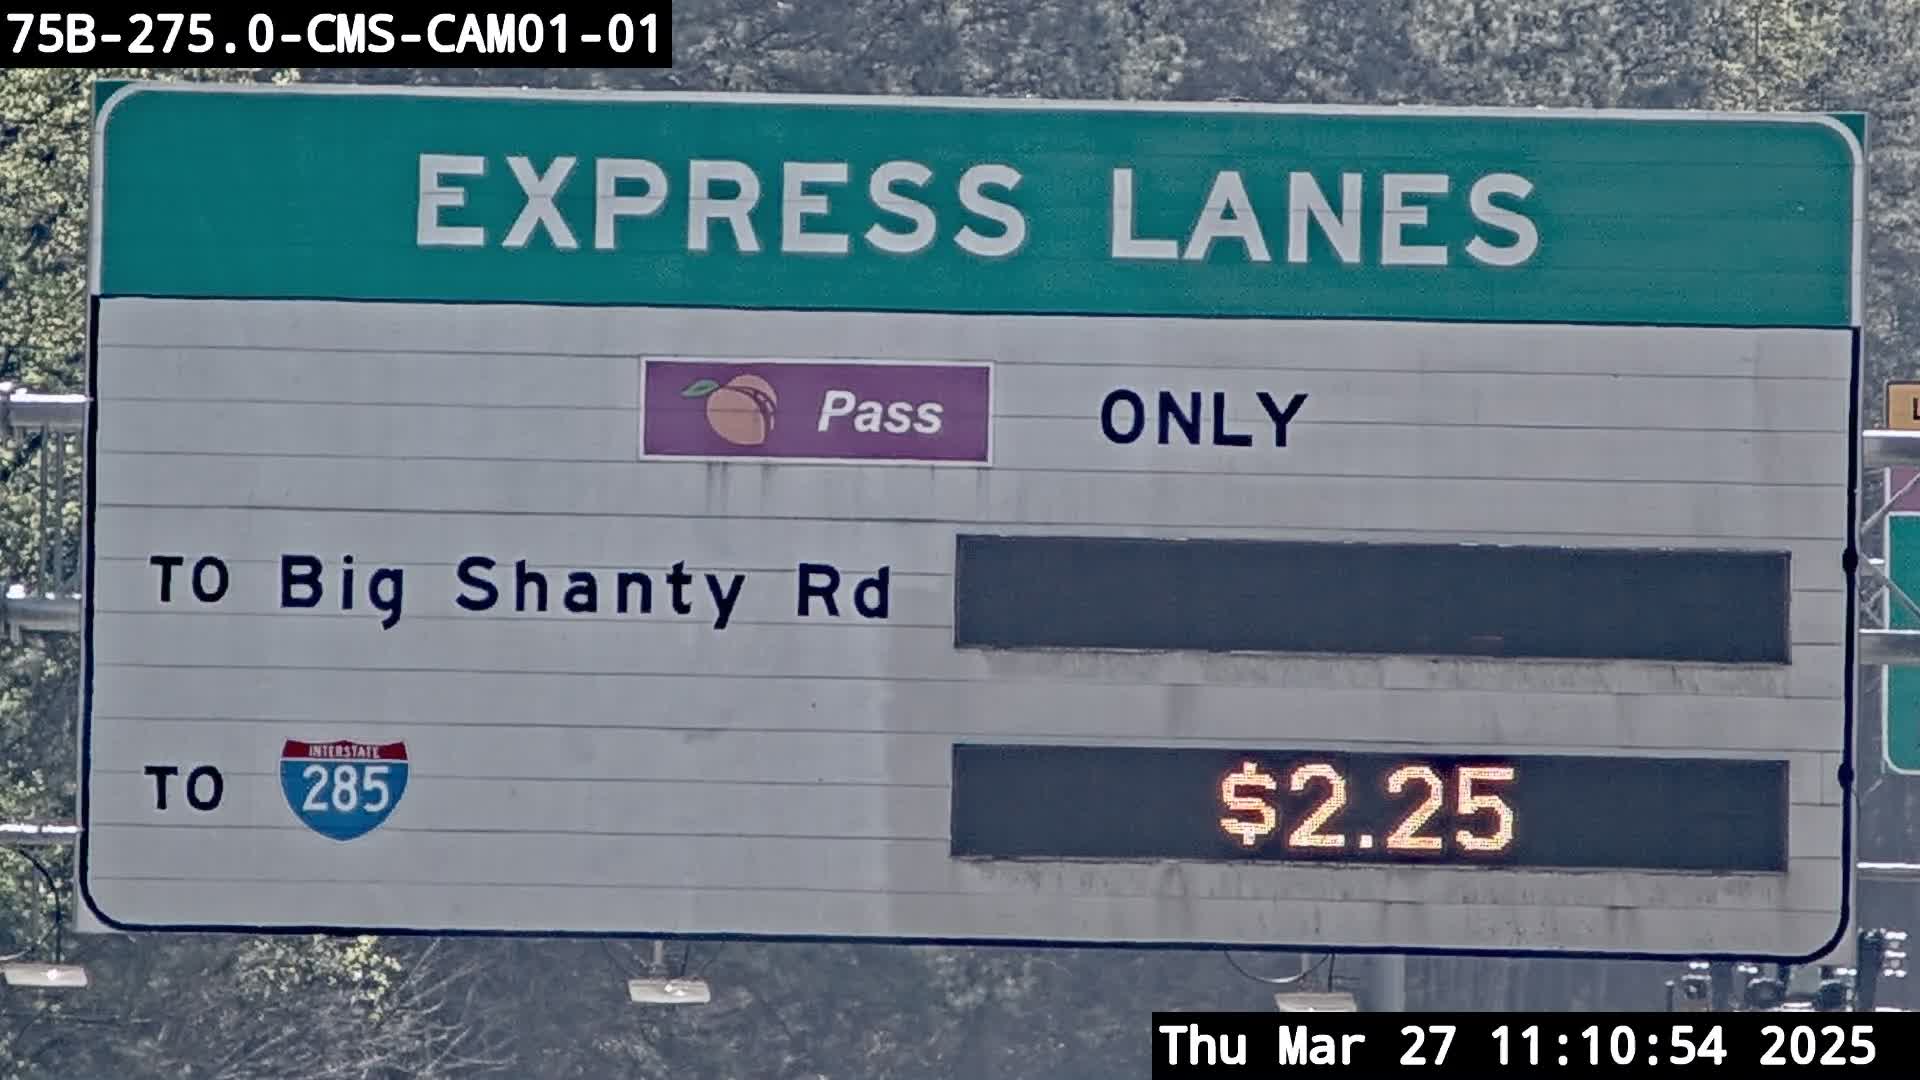 75B-275.0-CMS-CAM01-01
EXPRESS LANES
Pass ONLY
TO Big Shanty Rd
TO INTERSTATE 285 $2.25
Thu Mar 27 11:10:54 2025